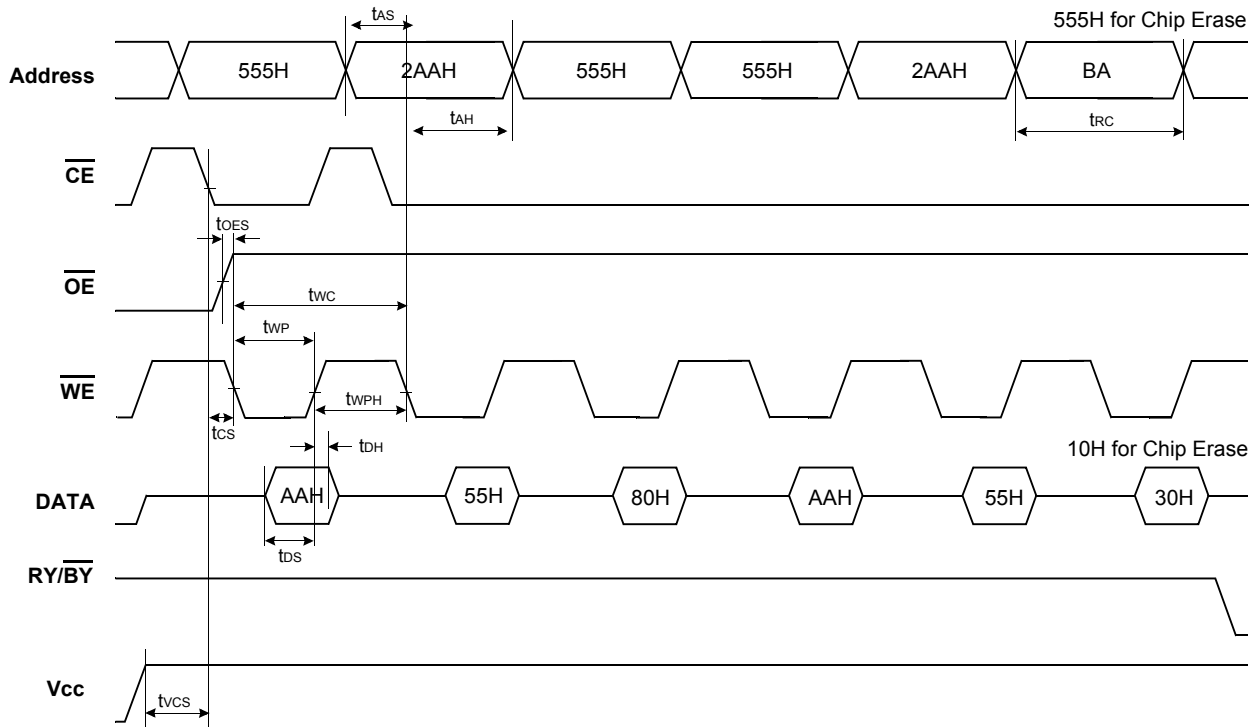 tAS
555H for Chip Erase
Address 555H 2AAH 555H 555H 2AAH BA
tAH
tRC
CE
tOES
OE
tWC
tWP
WE
tWPH
tCS
tDH
10H for Chip Erase
DATA AAH 55H 80H AAH 55H 30H
tDS
RY/BY
Vcc
tVCS